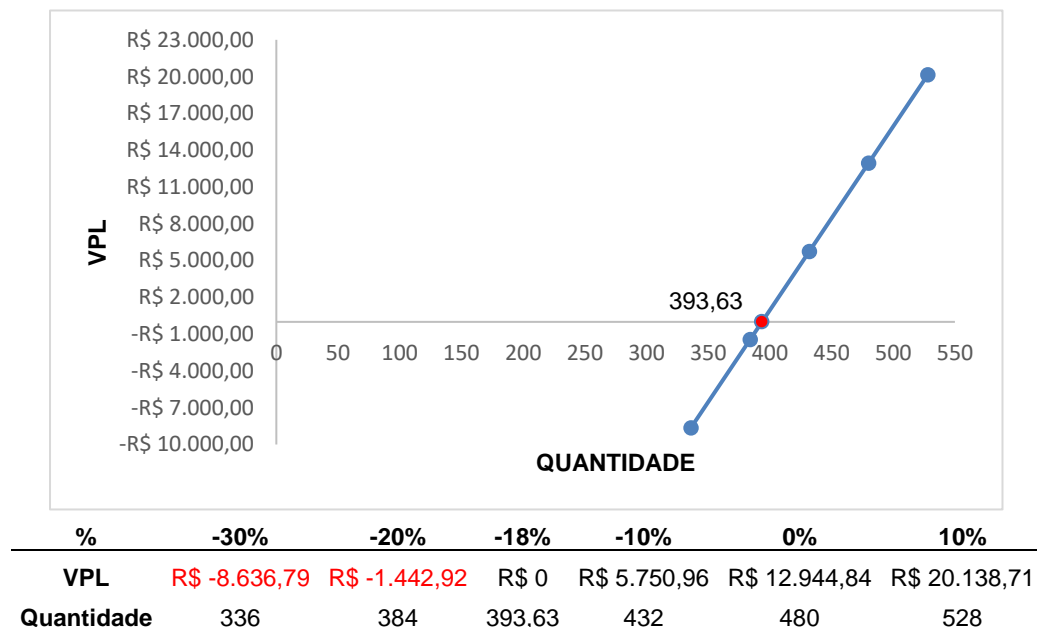 R$ 23.000,00
R$ 20.000,00
R$ 17.000,00
R$ 14.000,00
R$ 11.000,00
R$ 8.000,00
R$ 5.000,00
R$ 2.000,00
-R$ 1.000,00
-R$ 4.000,00
-R$ 7.000,00
-R$ 10.000,00
VPL
393,63
0 50 100 150 200 250 300 350 400 450 500 550
QUANTIDADE
% -30% -20% -18% -10% 0% 10%
VPL R$ -8.636,79 R$ -1.442,92 R$ 0 R$ 5.750,96 R$ 12.944,84 R$ 20.138,71
Quantidade 336 384 393,63 432 480 528